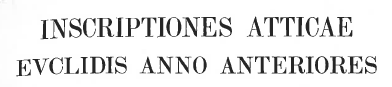 INSCRIPTIONES ATTICAE
EVCLIDIS ANNO ANTERIORES